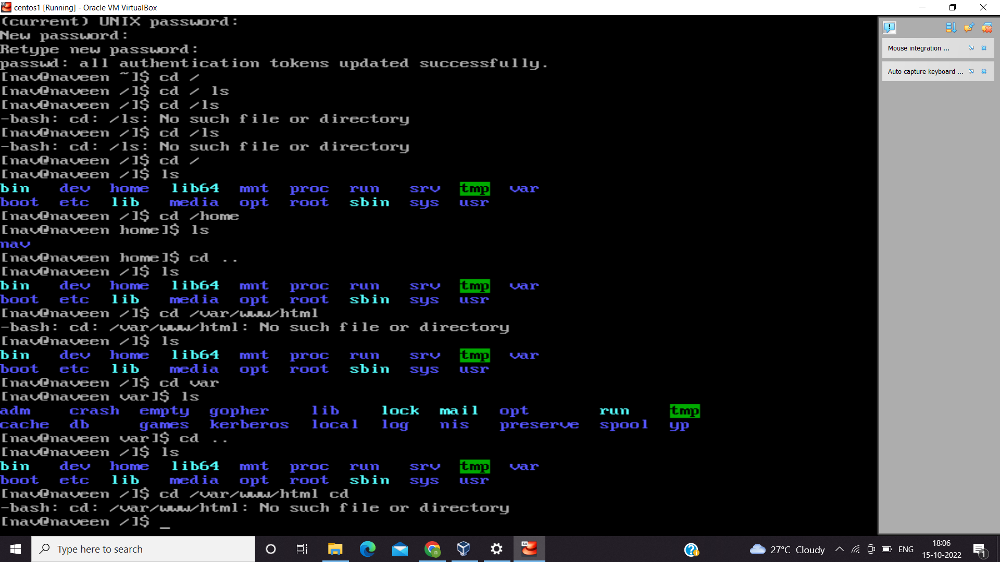 centos1 [Running] - Oracle VM VirtualBox
(current) UNIX password:
New password:
Retype new password:
passwd: all authentication tokens updated successfully.
[nav@naveen ~]$ cd /
[nav@naveen /]$ cd / ls
[nav@naveen /]$ cd /ls
-bash: cd: /ls: No such file or directory
[nav@naveen /]$ cd /ls
-bash: cd: /ls: No such file or directory
[nav@naveen /]$ cd /
[nav@naveen /]$ ls
bin dev home lib64 mnt proc run srv tmp var
boot etc lib media opt root sbin sys usr
[nav@naveen /]$ cd /home
[nav@naveen home]$ ls
nav
[nav@naveen home]$ cd ..
[nav@naveen /]$ ls
bin dev home lib64 mnt proc run srv tmp var
boot etc lib media opt root sbin sys usr
[nav@naveen /]$ cd /var/www/html
-bash: cd: /var/www/html: No such file or directory
[nav@naveen /]$ ls
bin dev home lib64 mnt proc run srv tmp var
boot etc lib media opt root sbin sys usr
[nav@naveen /]$ cd var
[nav@naveen var]$ ls
adm crash empty gopher lib lock mail opt run tmp
cache db games kerberos local log nis preserve spool yp
[nav@naveen var]$ cd ..
[nav@naveen /]$ ls
bin dev home lib64 mnt proc run srv tmp var
boot etc lib media opt root sbin sys usr
[nav@naveen /]$ cd /var/www/html cd
-bash: cd: /var/www/html: No such file or directory
[nav@naveen /]$ _
Mouse integration ...
Auto capture keyboard ...
Type here to search
64
27°C Cloudy
ENG
18:06
15-10-2022
1